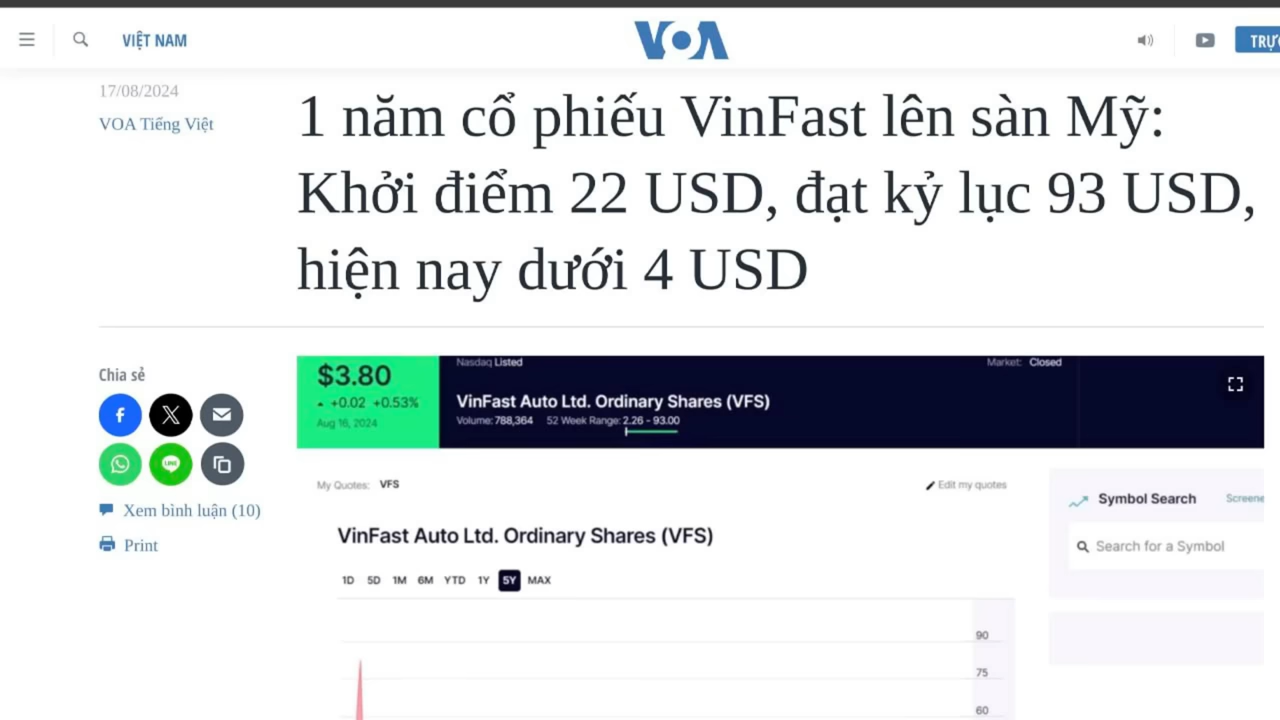 VIỆT NAM
VOA
17/08/2024
VOA Tiếng Việt
1 năm cổ phiếu VinFast lên sàn Mỹ:
Khởi điểm 22 USD, đạt kỷ lục 93 USD,
hiện nay dưới 4 USD
Chia sẻ
LINE
Xem bình luận (10)
Print
$3.80
+0.02 +0.53%
Aug 16, 2024
Nasdaq Listed
Market: Closed
VinFast Auto Ltd. Ordinary Shares (VFS)
Volume: 788,364 52 Week Range: 2.26 - 93.00
My Quotes: VFS
Edit my quotes
VinFast Auto Ltd. Ordinary Shares (VFS)
1D 5D 1M 6M YTD 1Y 5Y MAX
90
75
60
Symbol Search
Search for a Symbol